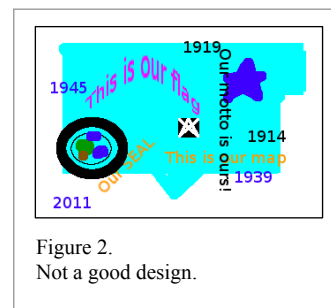 1919
1945
This is our flag
Our motto is ours!
1914
Our SEAL
This is our map
1939
2011
Figure 2.
Not a good design.